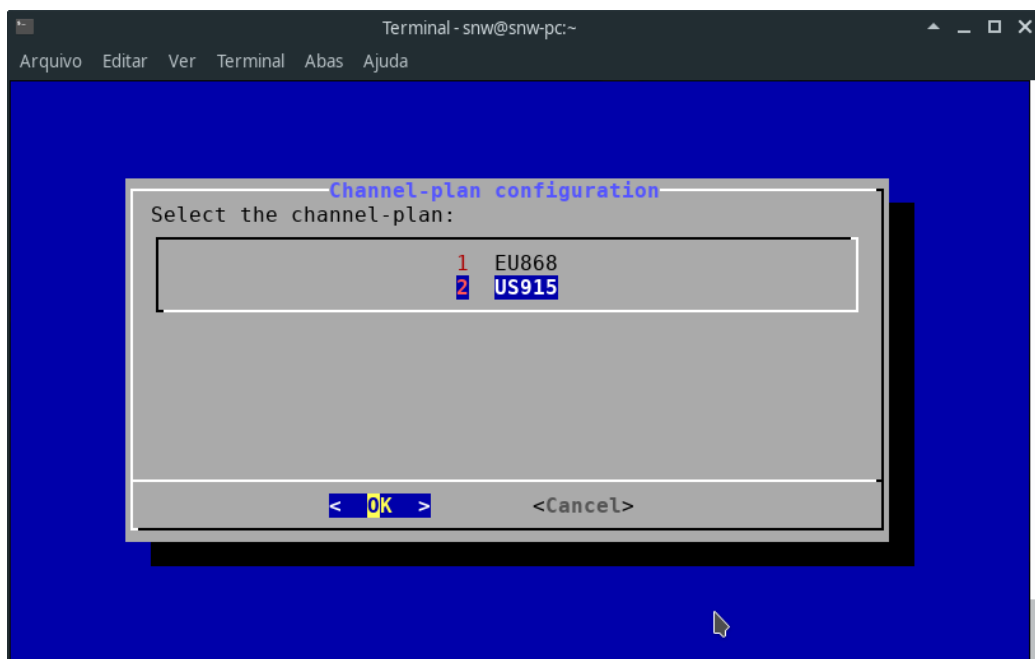 Terminal - snw@snw-pc:~
Arquivo Editar Ver Terminal Abas Ajuda
Channel-plan configuration
Select the channel-plan:
1 EU868
2 US915
< OK > <Cancel>